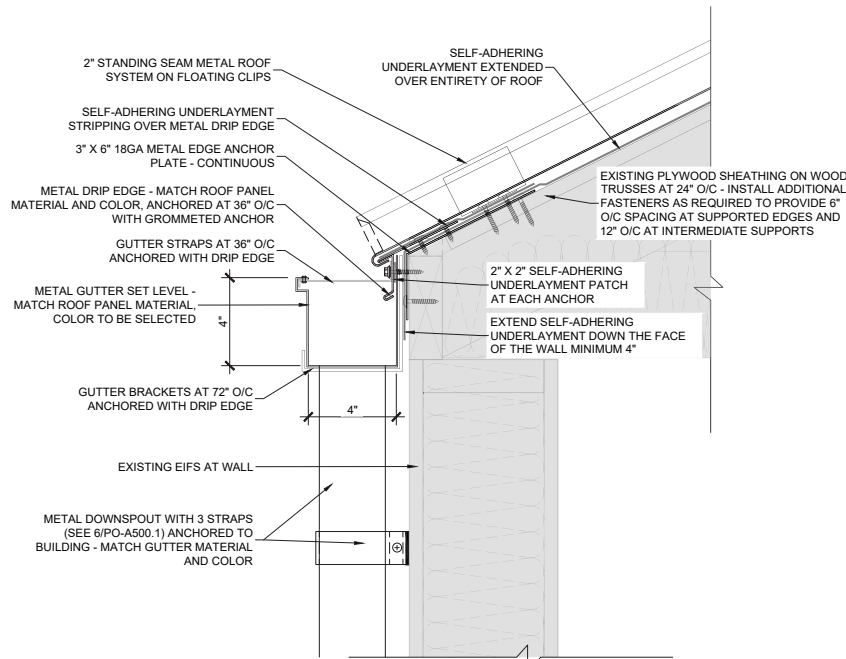 2" STANDING SEAM METAL ROOF
SYSTEM ON FLOATING CLIPS
SELF-ADHERING UNDERLAYMENT
STRIPPING OVER METAL DRIP EDGE
3" X 6" 18GA METAL EDGE ANCHOR
PLATE - CONTINUOUS
METAL DRIP EDGE - MATCH ROOF PANEL
MATERIAL AND COLOR, ANCHORED AT 36" O/C
WITH GROMMETED ANCHOR
GUTTER STRAPS AT 36" O/C
ANCHORED WITH DRIP EDGE
METAL GUTTER SET LEVEL -
MATCH ROOF PANEL MATERIAL,
COLOR TO BE SELECTED
4"
GUTTER BRACKETS AT 72" O/C
ANCHORED WITH DRIP EDGE
4"
EXISTING EIFS AT WALL
METAL DOWNSPOUT WITH 3 STRAPS
(SEE 6/PO-A500.1) ANCHORED TO
BUILDING - MATCH GUTTER MATERIAL
AND COLOR
SELF-ADHERING
UNDERLAYMENT EXTENDED
OVER ENTIRETY OF ROOF
EXISTING PLYWOOD SHEATHING ON WOOD
TRUSSES AT 24" O/C - INSTALL ADDITIONAL
FASTENERS AS REQUIRED TO PROVIDE 6"
O/C SPACING AT SUPPORTED EDGES AND
12" O/C AT INTERMEDIATE SUPPORTS
2" X 2" SELF-ADHERING
UNDERLAYMENT PATCH
AT EACH ANCHOR
EXTEND SELF-ADHERING
UNDERLAYMENT DOWN THE FACE
OF THE WALL MINIMUM 4"